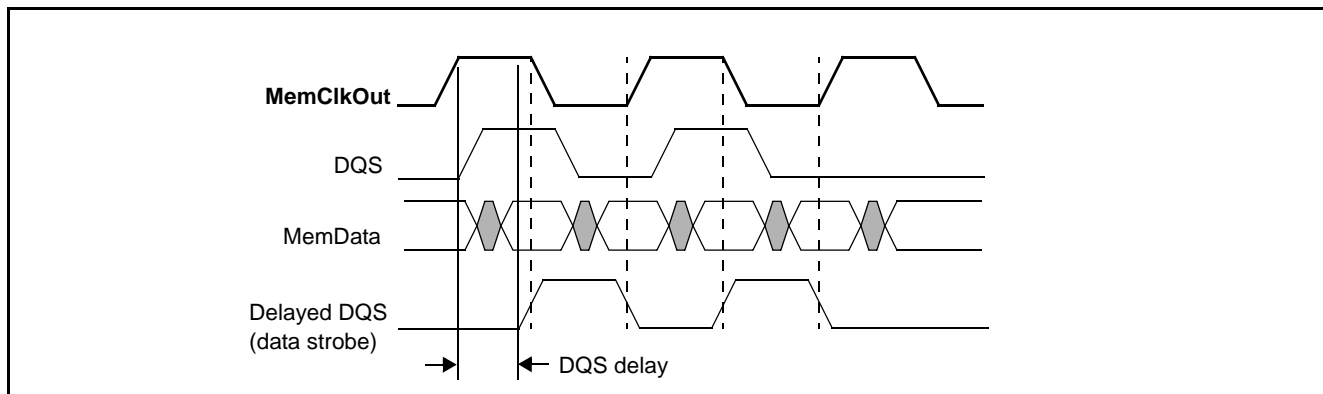 MemClkOut
DQS
MemData
Delayed DQS
(data strobe)
DQS delay